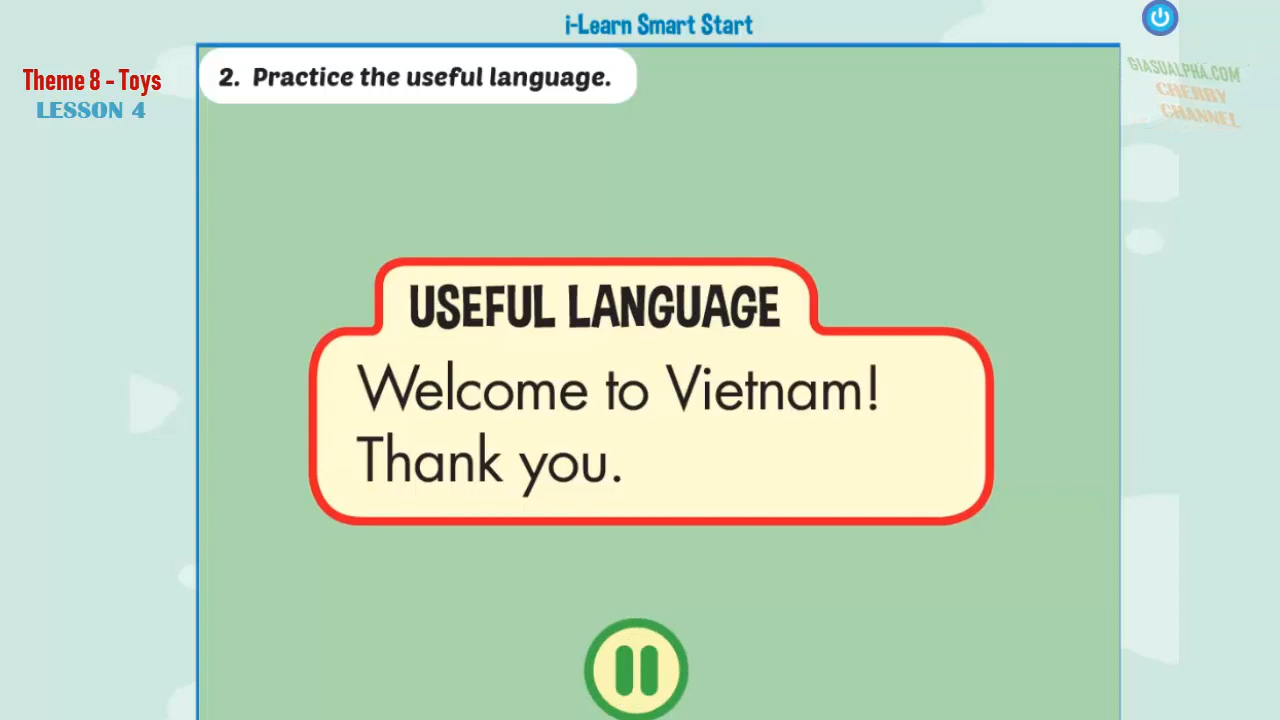 i-Learn Smart Start
Theme 8 - Toys
LESSON 4
2. Practice the useful language.
GIASUALPHA.COM
CHERRY
CHANNEL
USEFUL LANGUAGE
Welcome to Vietnam!
Thank you.